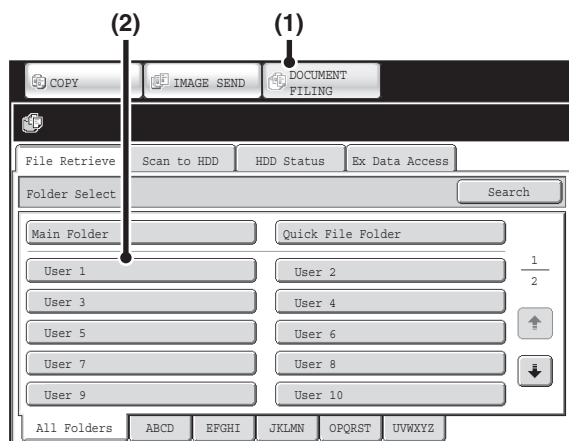 (2) (1)
COPY IMAGE SEND DOCUMENT
FILING
File Retrieve Scan to HDD HDD Status Ex Data Access
Folder Select Search
Main Folder Quick File Folder
User 1 User 2 1
2
User 3 User 4
User 5 User 6
User 7 User 8
User 9 User 10
All Folders ABCD EFGHI JKLMN OPQRST UVWXYZ